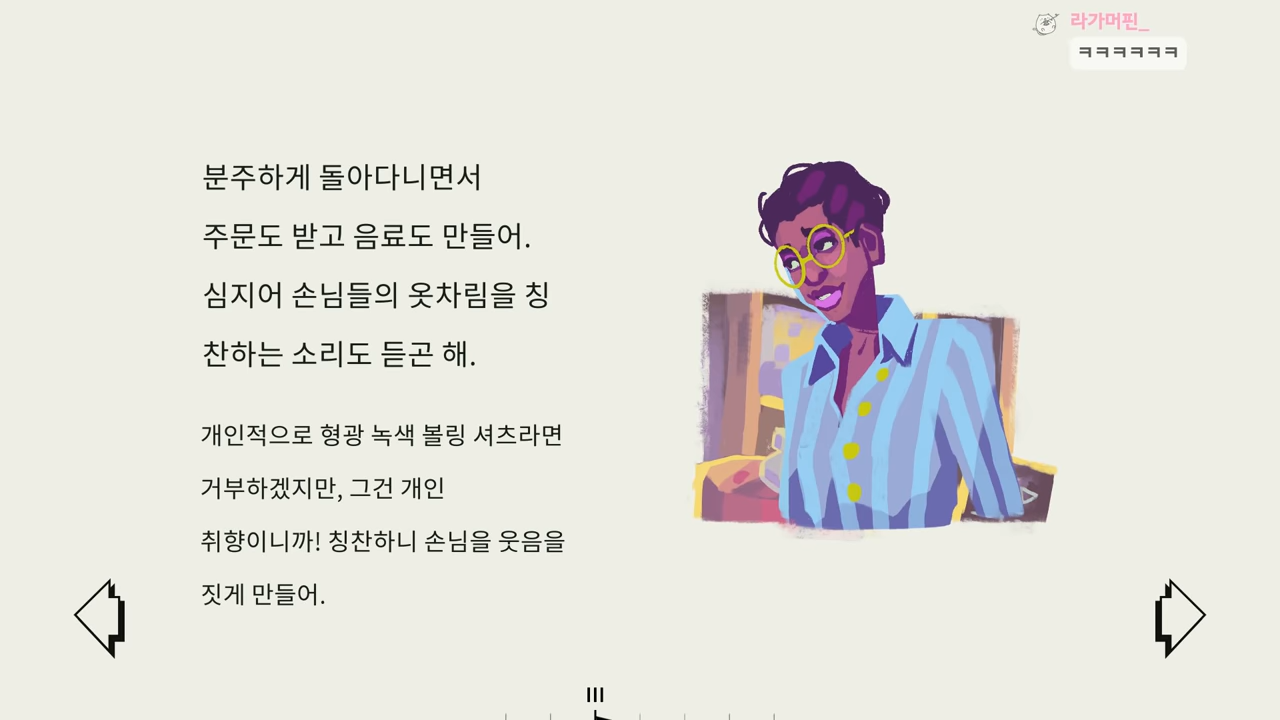 라가머핀_
ㅋㅋㅋㅋㅋㅋ
분주하게 돌아다니면서
주문도 받고 음료도 만들어.
심지어 손님들의 옷차림을 칭
찬하는 소리도 듣곤 해.
개인적으로 형광 녹색 볼링 셔츠라면
거부하겠지만, 그건 개인
취향이니까! 칭찬하니 손님을 웃음을
짓게 만들어.
III